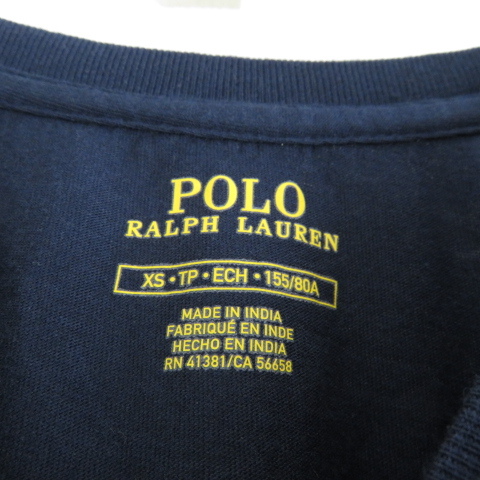 POLO
RALPH LAUREN
XS • TP • ECH • 155/80A
MADE IN INDIA
FABRIQUÉ EN INDE
HECHO EN INDIA
RN 41381/CA 56658